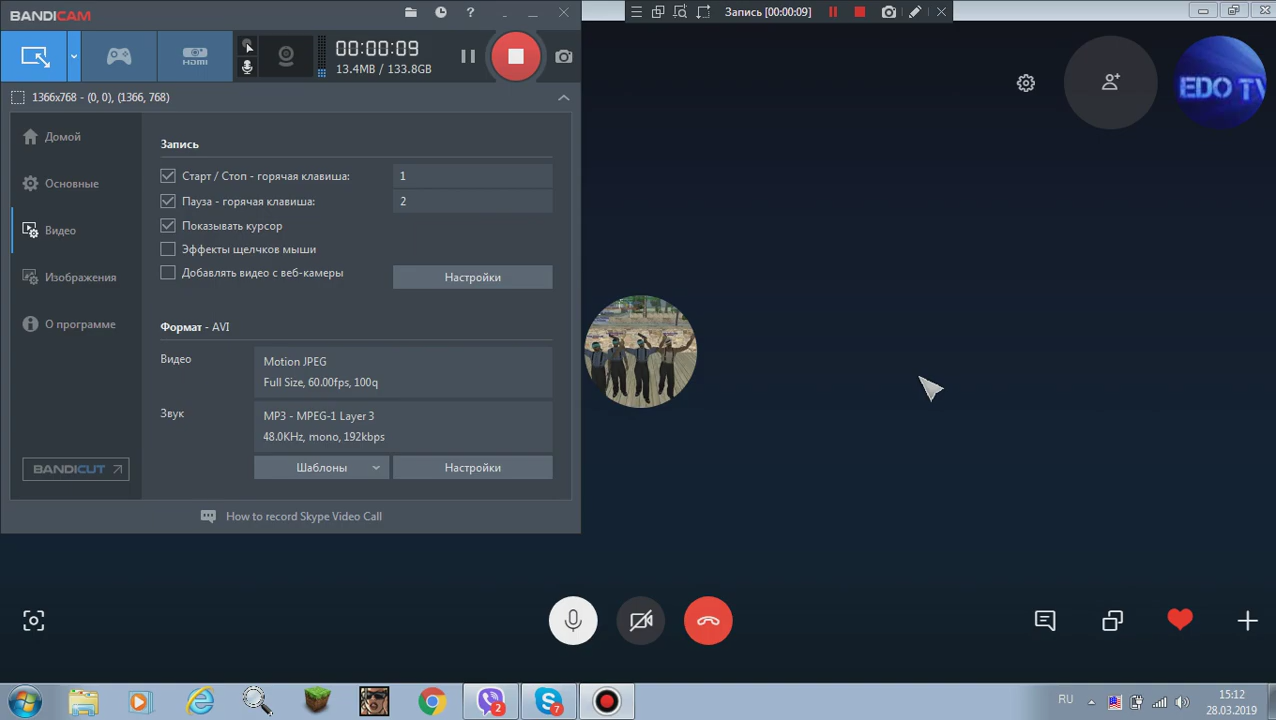 BANDICAM
?
Запись [00:00:09]
HDMI
00:00:09
13.4MB / 133.8GB
EDO TV
1366x768 - (0, 0), (1366, 768)
Домой
Основные
Видео
Изображения
О программе
BANDICUT
Запись
Старт / Стоп - горячая клавиша:
1
Пауза - горячая клавиша:
2
Показывать курсор
Эффекты щелчков мыши
Добавлять видео с веб-камеры
Настройки
Формат - AVI
Видео
Motion JPEG
Full Size, 60.00fps, 100q
Звук
MP3 - MPEG-1 Layer 3
48.0KHz, mono, 192kbps
Шаблоны
Настройки
How to record Skype Video Call
2
7
RU
15:12
28.03.2019